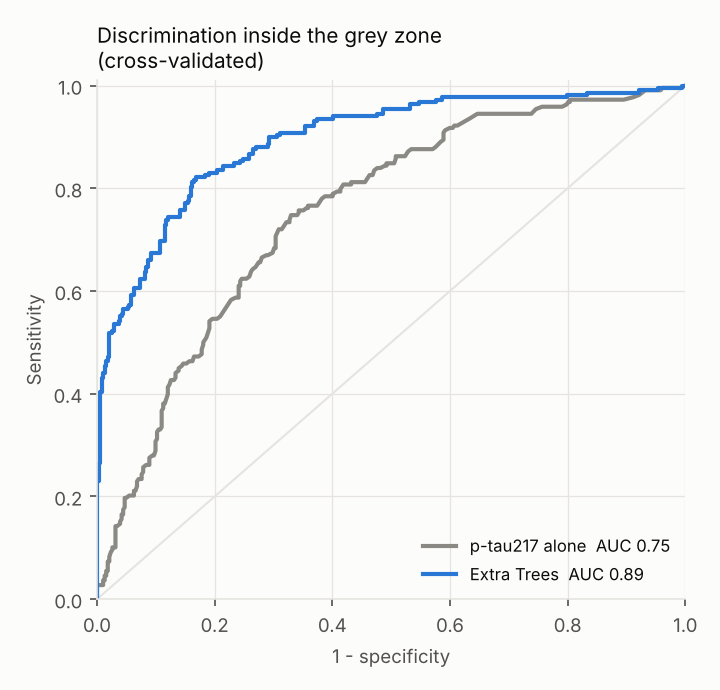 Discrimination inside the grey zone
(cross-validated)
1.0
0.8
0.6
0.4
0.2
0.0
Sensitivity
p-tau217 alone  AUC 0.75
Extra Trees  AUC 0.89
0.0 0.2 0.4 0.6 0.8 1.0
1 - specificity